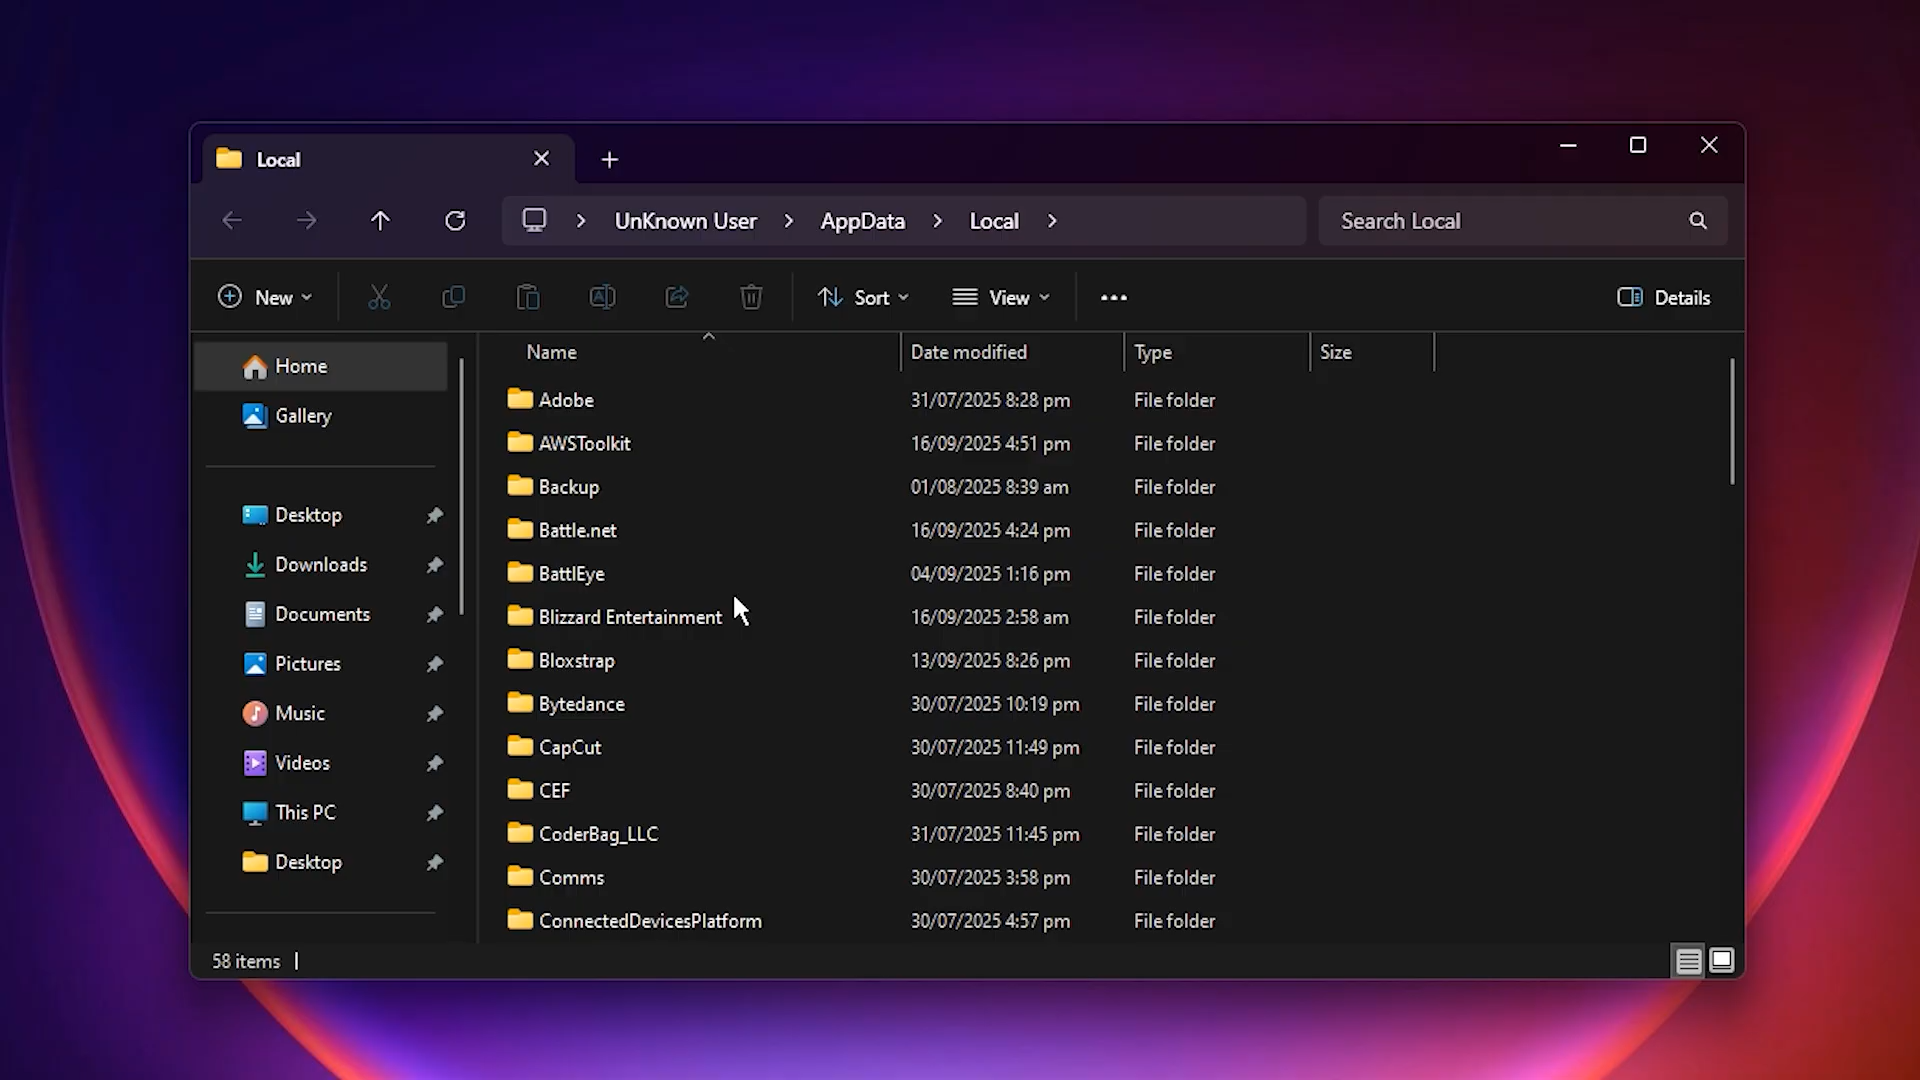 Local
UnKnown User AppData Local
Search Local
New Sort View Details
Name Date modified Type Size
Home
Gallery
Desktop
Downloads
Documents
Pictures
Music
Videos
This PC
Desktop
Adobe 31/07/2025 8:28 pm File folder
AWSToolkit 16/09/2025 4:51 pm File folder
Backup 01/08/2025 8:39 am File folder
Battle.net 16/09/2025 4:24 pm File folder
BattlEye 04/09/2025 1:16 pm File folder
Blizzard Entertainment 16/09/2025 2:58 am File folder
Bloxstrap 13/09/2025 8:26 pm File folder
Bytedance 30/07/2025 10:19 pm File folder
CapCut 30/07/2025 11:49 pm File folder
CEF 30/07/2025 8:40 pm File folder
CoderBag_LLC 31/07/2025 11:45 pm File folder
Comms 30/07/2025 3:58 pm File folder
ConnectedDevicesPlatform 30/07/2025 4:57 pm File folder
58 items